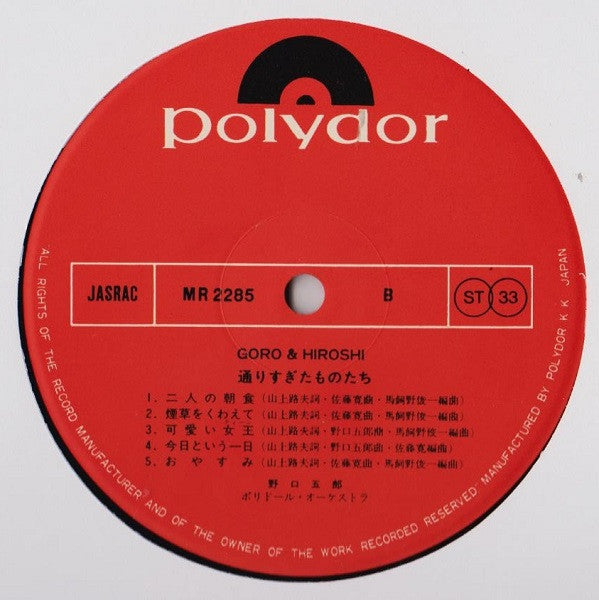 polydor
JASRAC MR 2285 B ST 33
GORO & HIROSHI
通りすぎたものたち
1. 二人の朝食 (山上路夫詞・佐藤寛曲・馬飼野俊一編曲)
2. 煙草をくわえて (山上路夫詞・佐藤寛曲・馬飼野俊一編曲)
3. 可愛い女王 (山上路夫詞・野口五郎曲・馬飼野俊一編曲)
4. 今日という一日 (山上路夫詞・野口五郎曲・佐藤寛編曲)
5. おやすみ (山上路夫詞・佐藤寛曲・馬飼野俊一編曲)
野口五郎
ポリドール・オーケストラ
ALL RIGHTS OF THE RECORD MANUFACTURER AND OF THE OWNER OF THE WORK RECORDED RESERVED MANUFACTURED BY POLYDOR K K JAPAN